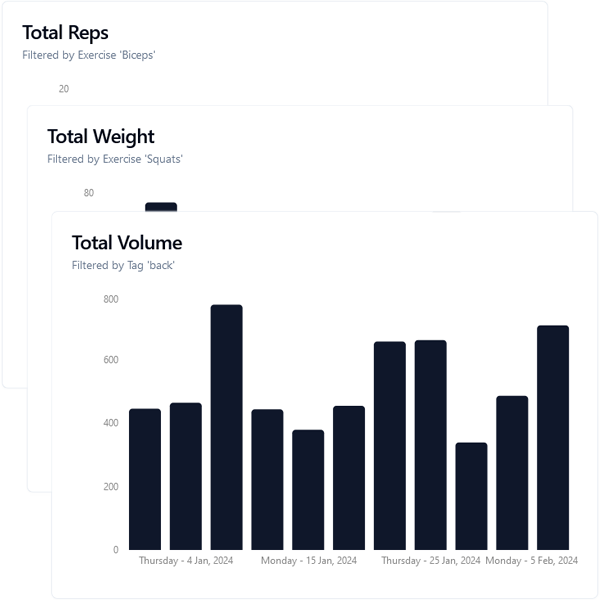 Total Reps
Filtered by Exercise 'Biceps'
20
Total Weight
Filtered by Exercise 'Squats'
80
Total Volume
Filtered by Tag 'back'
800
600
400
200
0
Thursday - 4 Jan, 2024 Monday - 15 Jan, 2024 Thursday - 25 Jan, 2024 Monday - 5 Feb, 2024